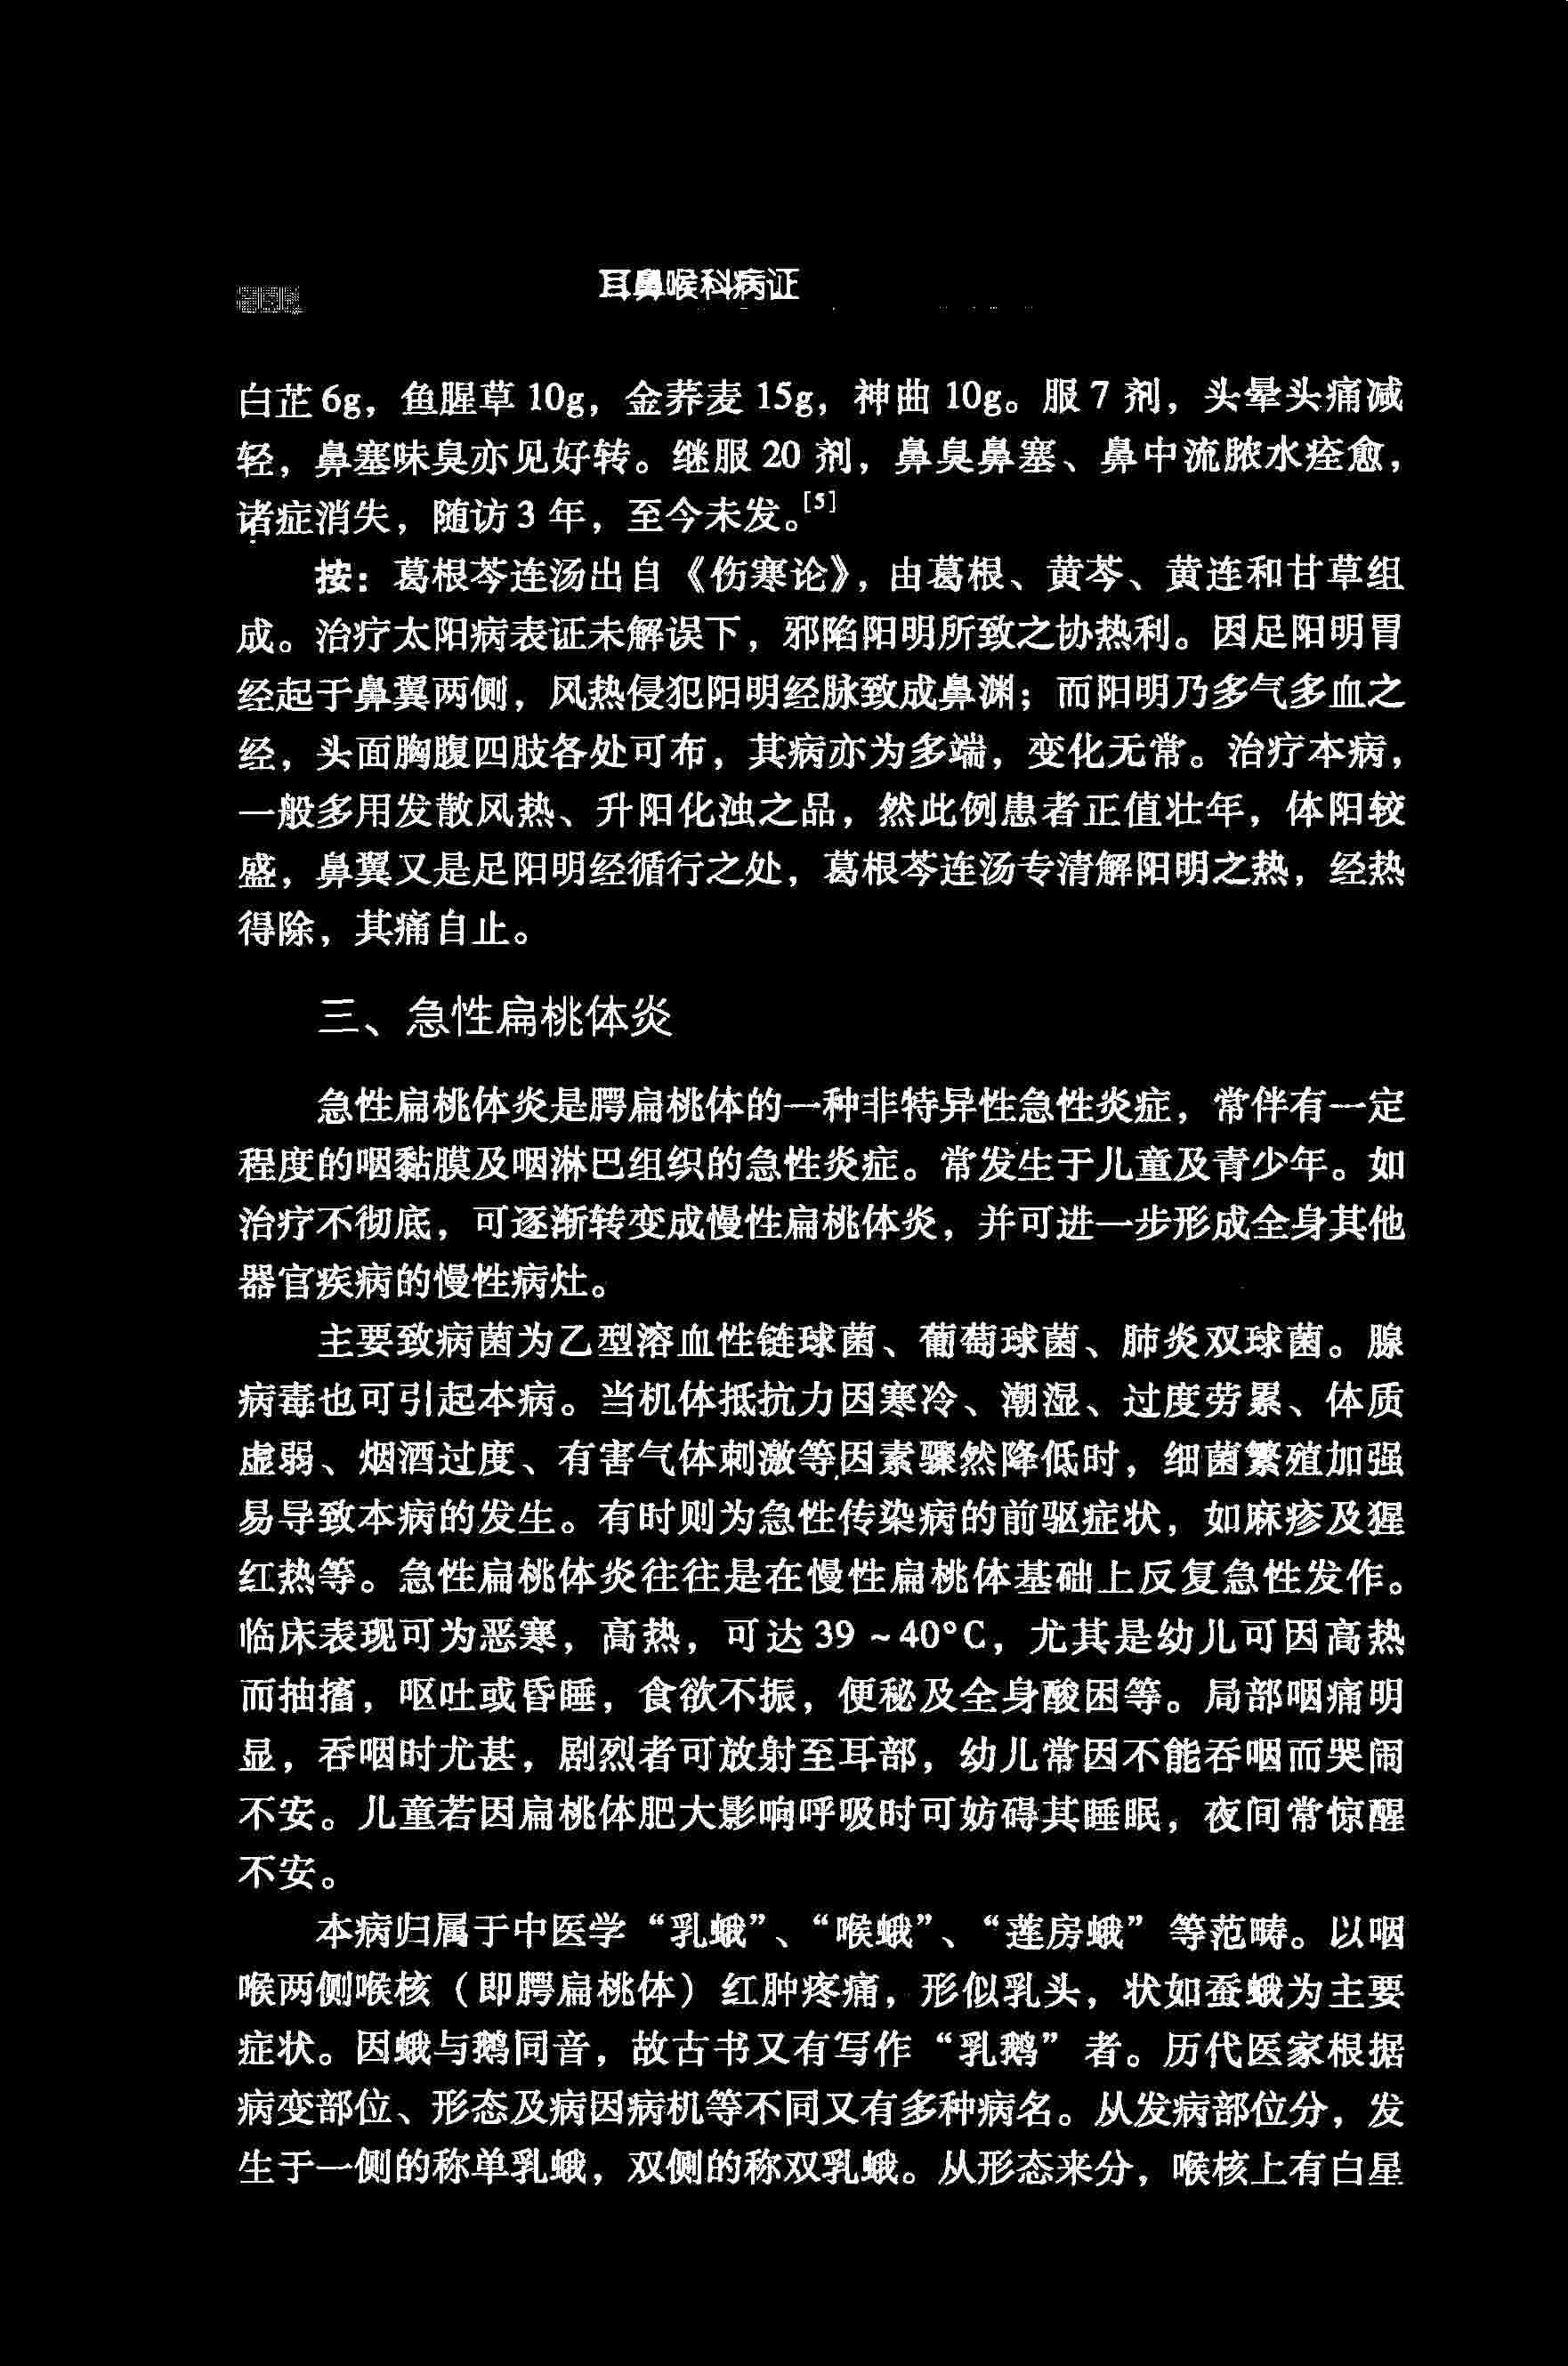 耳鼻喉科病证
白芷6g，鱼腥草10g，金荞麦15g，神曲10g。服7剂，头晕头痛减
轻，鼻塞味臭亦见好转。继服20剂，鼻臭鼻塞、鼻中流脓水痊愈，
诸症消失，随访3年，至今未发。[5]
按：葛根芩连汤出自《伤寒论》，由葛根、黄芩、黄连和甘草组
成。治疗太阳病表证未解误下，邪陷阳明所致之协热利。因足阳明胃
经起于鼻翼两侧，风热侵犯阳明经脉致成鼻渊；而阳明乃多气多血之
经，头面胸腹四肢各处可布，其病亦为多端，变化无常。治疗本病，
一般多用发散风热、升阳化浊之品，然此例患者正值壮年，体阳较
盛，鼻翼又是足阳明经循行之处，葛根芩连汤专清解阳明之热，经热
得除，其痛自止。
三、急性扁桃体炎
急性扁桃体炎是腭扁桃体的一种非特异性急性炎症，常伴有一定
程度的咽黏膜及咽淋巴组织的急性炎症。常发生于儿童及青少年。如
治疗不彻底，可逐渐转变成慢性扁桃体炎，并可进一步形成全身其他
器官疾病的慢性病灶。
主要致病菌为乙型溶血性链球菌、葡萄球菌、肺炎双球菌。腺
病毒也可引起本病。当机体抵抗力因寒冷、潮湿、过度劳累、体质
虚弱、烟酒过度、有害气体刺激等因素骤然降低时，细菌繁殖加强
易导致本病的发生。有时则为急性传染病的前驱症状，如麻疹及猩
红热等。急性扁桃体炎往往是在慢性扁桃体基础上反复急性发作。
临床表现可为恶寒，高热，可达39~40°C，尤其是幼儿可因高热
而抽搐，呕吐或昏睡，食欲不振，便秘及全身酸困等。局部咽痛明
显，吞咽时尤甚，剧烈者可放射至耳部，幼儿常因不能吞咽而哭闹
不安。儿童若因扁桃体肥大影响呼吸时可妨碍其睡眠，夜间常惊醒
不安。
本病归属于中医学“乳蛾”、“喉蛾”、“莲房蛾”等范畴。以咽
喉两侧喉核（即腭扁桃体）红肿疼痛，形似乳头，状如蚕蛾为主要
症状。因蛾与鹅同音，故古书又有写作“乳鹅”者。历代医家根据
病变部位、形态及病因病机等不同又有多种病名。从发病部位分，发
生于一侧的称单乳蛾，双侧的称双乳蛾。从形态来分，喉核上有白星